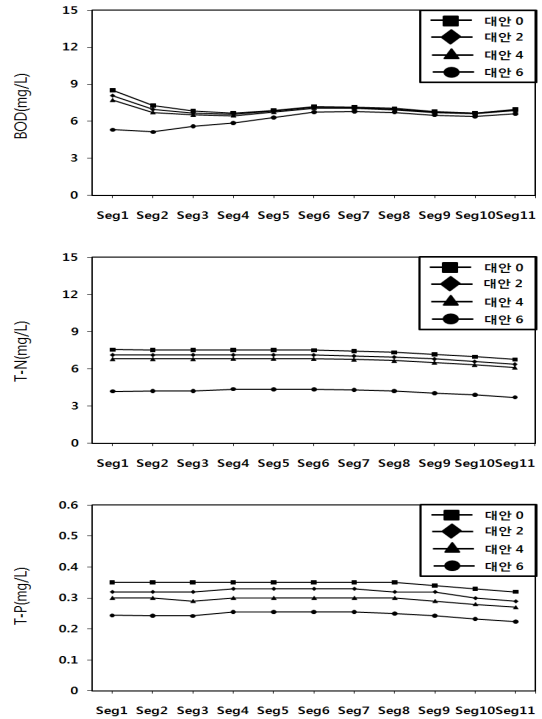 15
12
9
6
3
0
BOD(mg/L)
대안 0
대안 2
대안 4
대안 6
Seg1 Seg2 Seg3 Seg4 Seg5 Seg6 Seg7 Seg8 Seg9 Seg10 Seg11
15
12
9
6
3
0
T-N(mg/L)
대안 0
대안 2
대안 4
대안 6
Seg1 Seg2 Seg3 Seg4 Seg5 Seg6 Seg7 Seg8 Seg9 Seg10 Seg11
0.6
0.5
0.4
0.3
0.2
0.1
0
T-P(mg/L)
대안 0
대안 2
대안 4
대안 6
Seg1 Seg2 Seg3 Seg4 Seg5 Seg6 Seg7 Seg8 Seg9 Seg10 Seg11